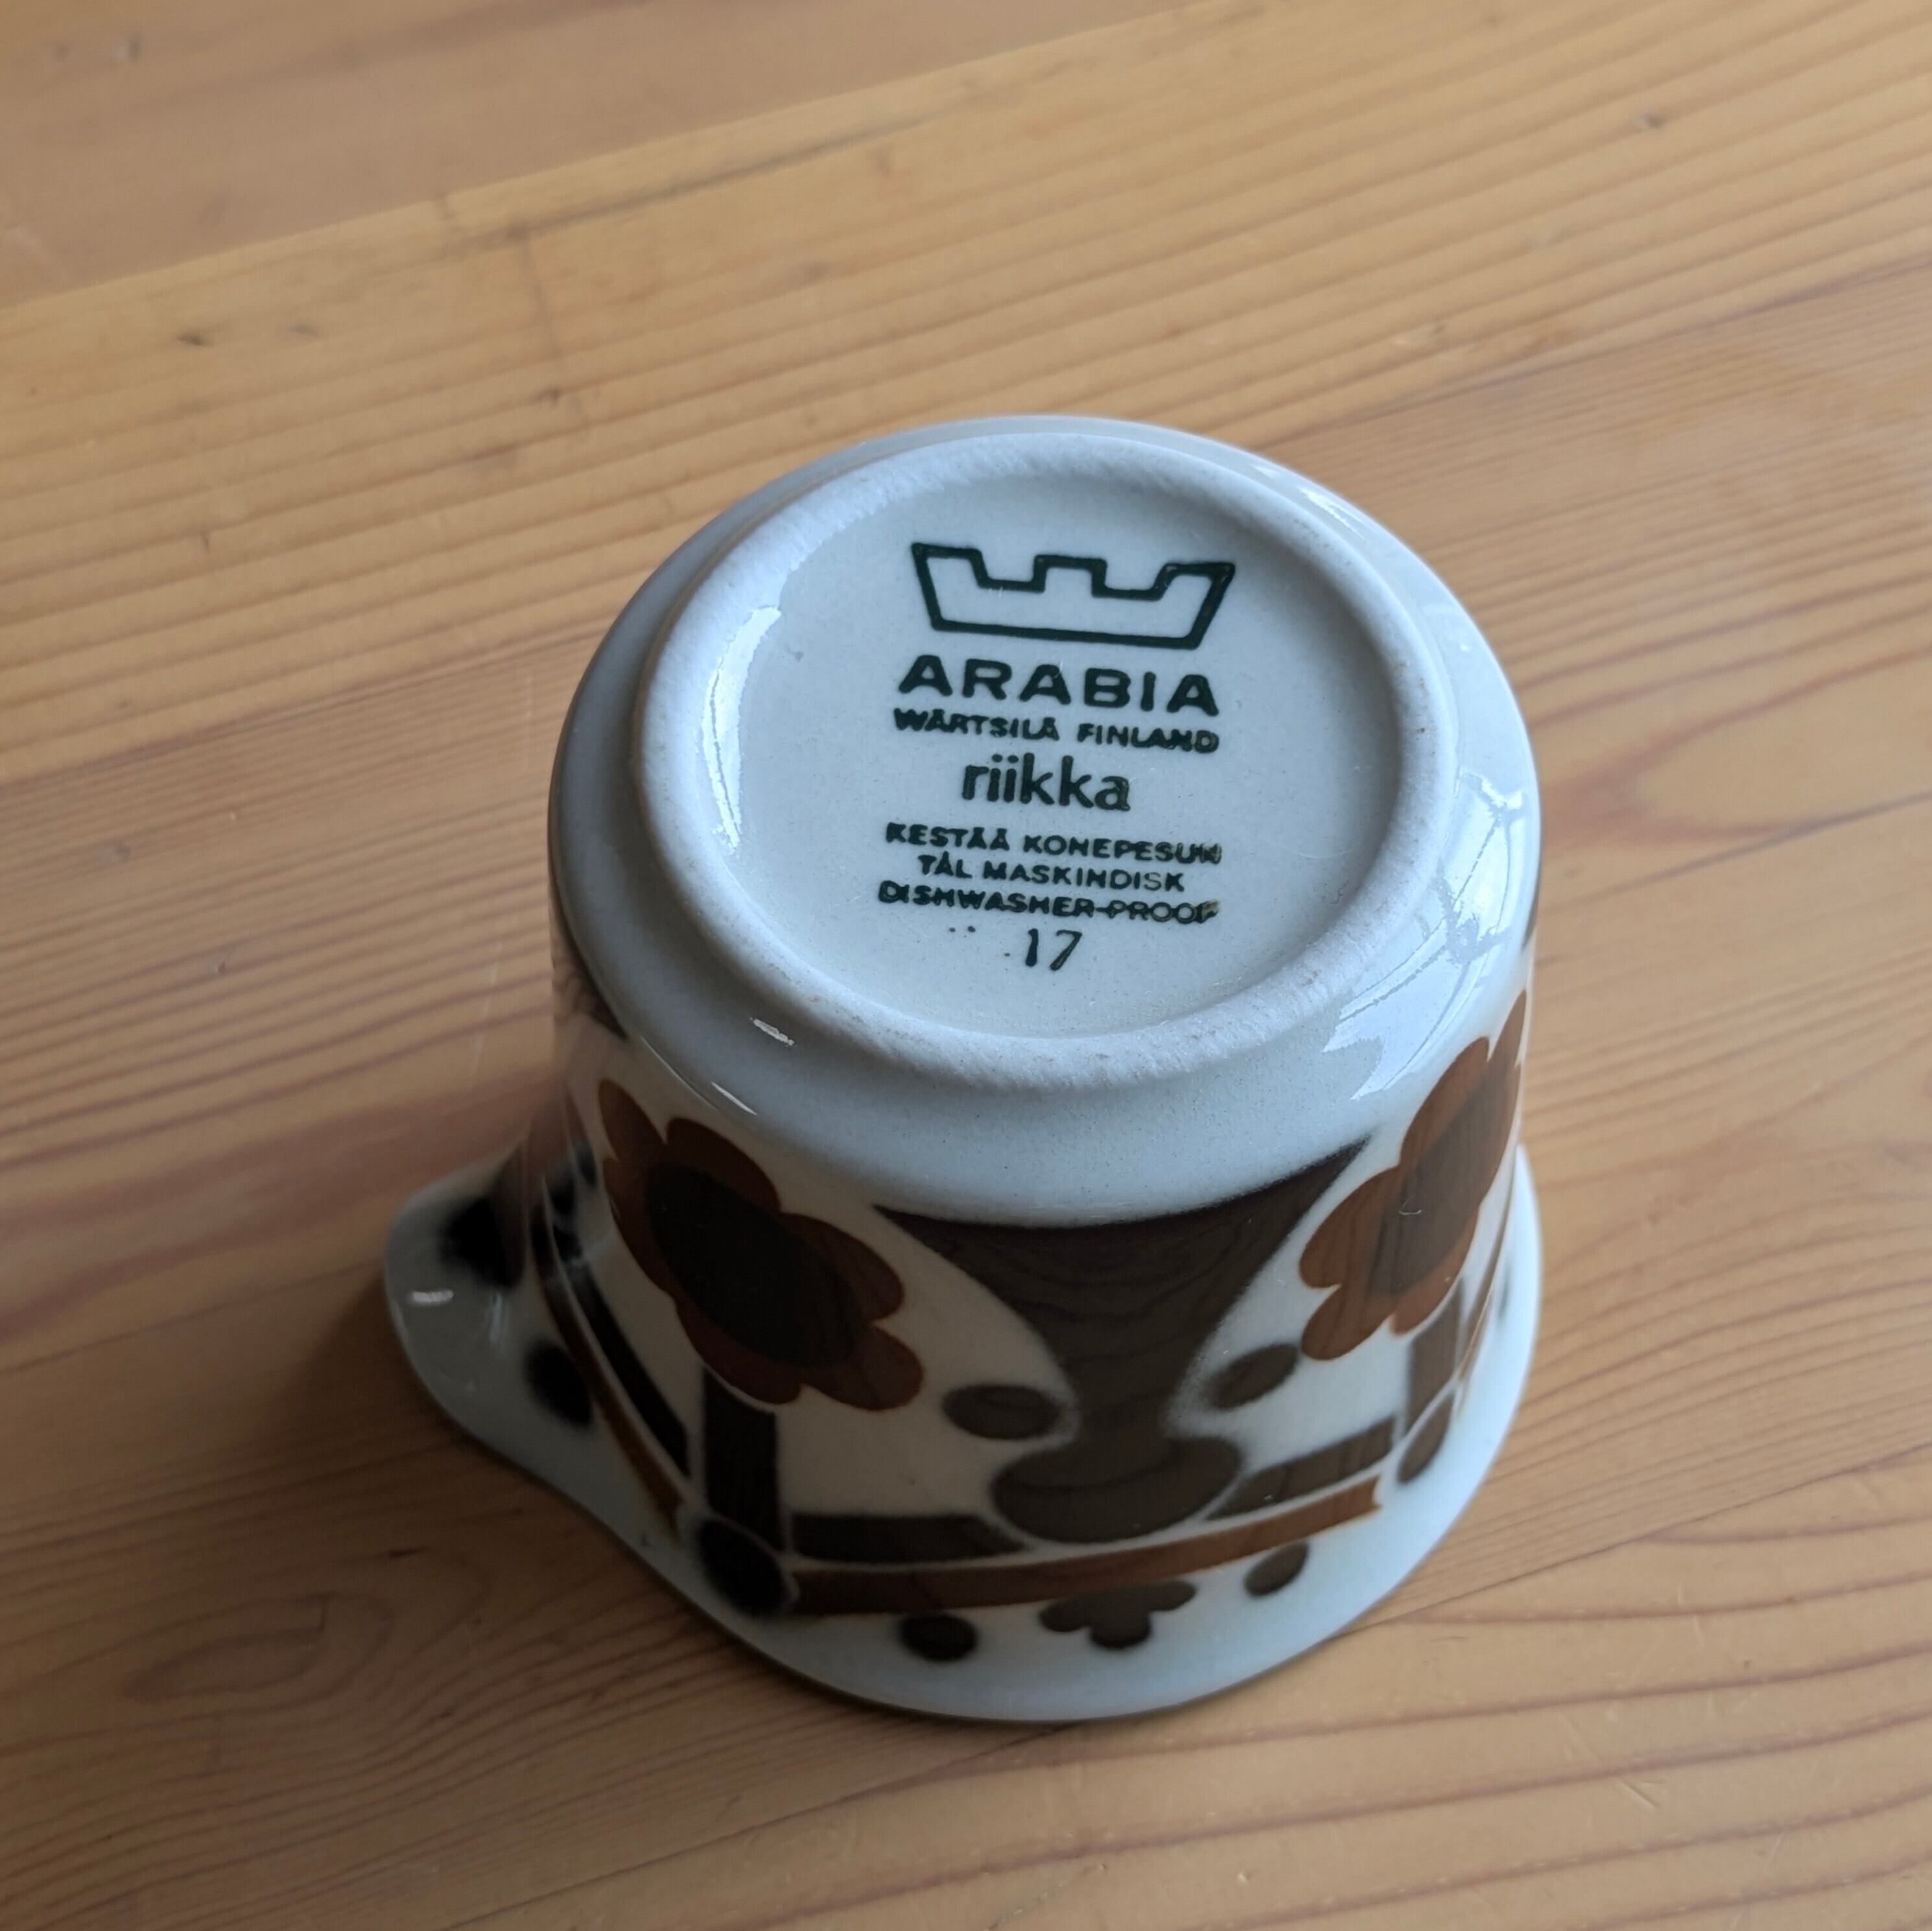 ARABIA
WÄRTSILÄ FINLAND
riikka
KESTÄÄ KONEPESUN
TÅL MASKINDISK
DISHWASHER-PROOF
17